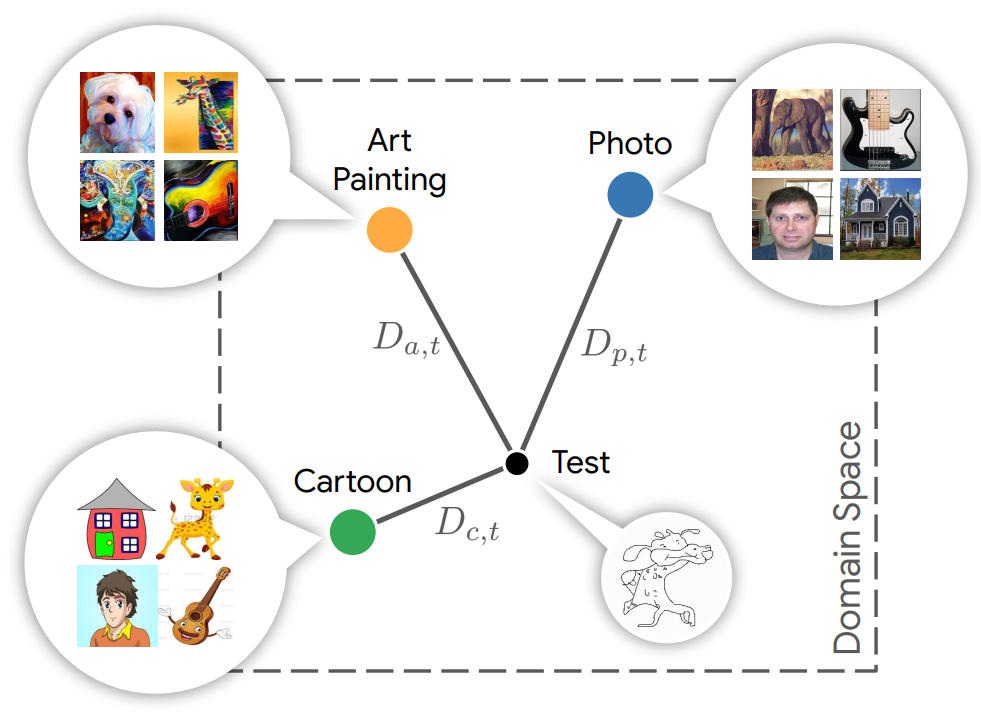 Art
Painting
Photo
D_{a,t}
D_{p,t}
Test
Cartoon
D_{c,t}
Domain Space